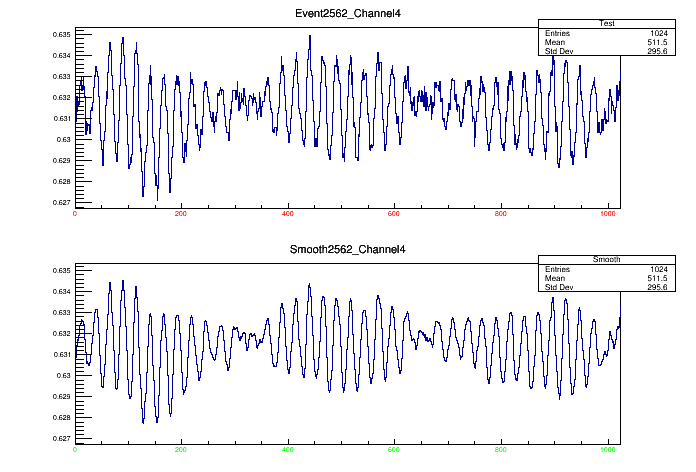 Event2562_Channel4
Test
Entries 1024
Mean 511.5
Std Dev 295.6
0.635
0.634
0.633
0.632
0.631
0.63
0.629
0.628
0.627
0 200 400 600 800 1000
Smooth2562_Channel4
Smooth
Entries 1024
Mean 511.5
Std Dev 295.6
0.635
0.634
0.633
0.632
0.631
0.63
0.629
0.628
0.627
0 200 400 600 800 1000